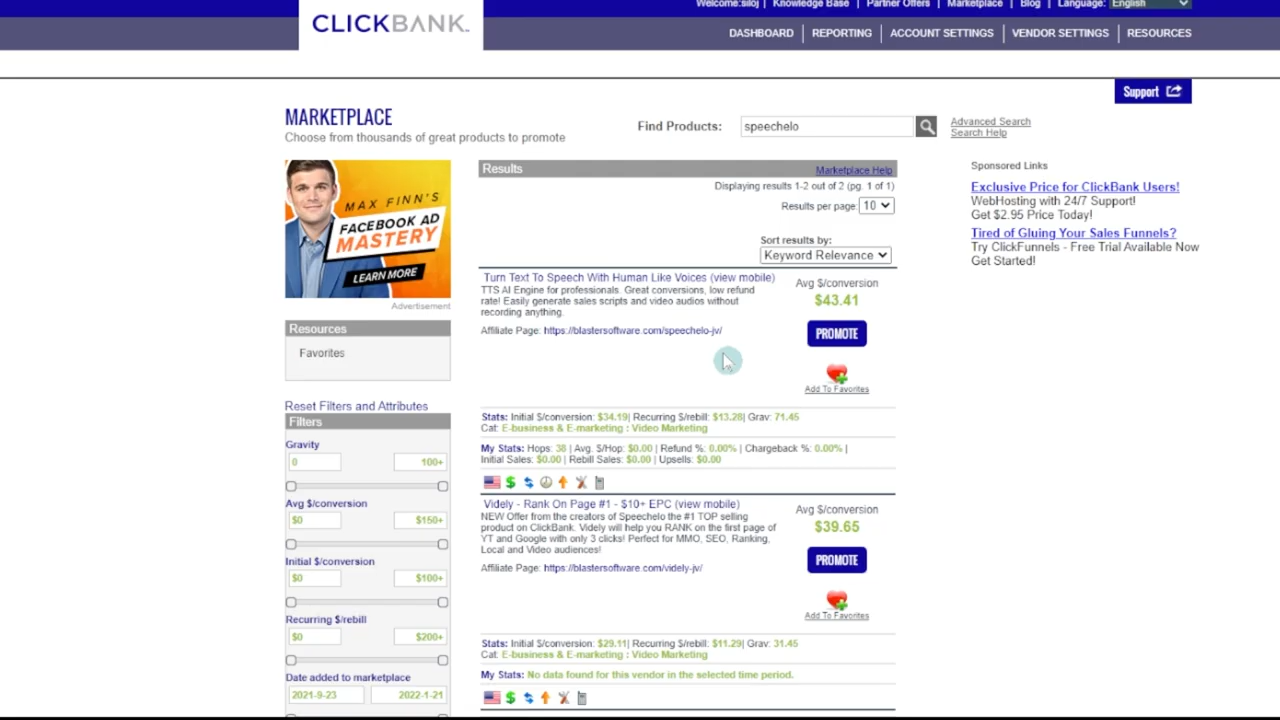 Welcome:siloj | Knowledge Base | Partner Offers | Marketplace | Blog | Language: English
CLICKBANK
DASHBOARD | REPORTING | ACCOUNT SETTINGS | VENDOR SETTINGS | RESOURCES
Support
MARKETPLACE
Choose from thousands of great products to promote
Find Products: speechelo
Advanced Search
Search Help
MAX FINN'S
FACEBOOK AD
MASTERY
LEARN MORE
Advertisement
Resources
Favorites
Reset Filters and Attributes
Filters
Gravity
0 100+
Avg $/conversion
$0 $150+
Initial $/conversion
$0 $100+
Recurring $/rebill
$0 $200+
Date added to marketplace
2021-9-23 2022-1-21
Results Marketplace Help
Displaying results 1-2 out of 2 (pg. 1 of 1)
Results per page: 10
Sort results by:
Keyword Relevance
Turn Text To Speech With Human Like Voices (view mobile)
TTS AI Engine for professionals. Great conversions, low refund
rate! Easily generate sales scripts and video audios without
recording anything.
Affiliate Page: https://blastersoftware.com/speechelo-jv/
Avg $/conversion
$43.41
PROMOTE
Add To Favorites
Stats: Initial $/conversion: $34.19| Recurring $/rebill: $13.28| Grav: 71.45
Cat: E-business & E-marketing : Video Marketing
My Stats: Hops: 38 | Avg. $/Hop: $0.00 | Refund %: 0.00% | Chargeback %: 0.00% |
Initial Sales: $0.00 | Rebill Sales: $0.00 | Upsells: $0.00
Videly - Rank On Page #1 - $10+ EPC (view mobile)
NEW Offer from the creators of Speechelo the #1 TOP selling
product on ClickBank. Videly will help you RANK on the first page of
YT and Google with only 3 clicks! Perfect for MMO, SEO, Ranking,
Local and Video audiences!
Affiliate Page: https://blastersoftware.com/videly-jv/
Avg $/conversion
$39.65
PROMOTE
Add To Favorites
Stats: Initial $/conversion: $29.11| Recurring $/rebill: $11.29| Grav: 31.45
Cat: E-business & E-marketing : Video Marketing
My Stats: No data found for this vendor in the selected time period.
Sponsored Links
Exclusive Price for ClickBank Users!
WebHosting with 24/7 Support!
Get $2.95 Price Today!
Tired of Gluing Your Sales Funnels?
Try ClickFunnels - Free Trial Available Now
Get Started!